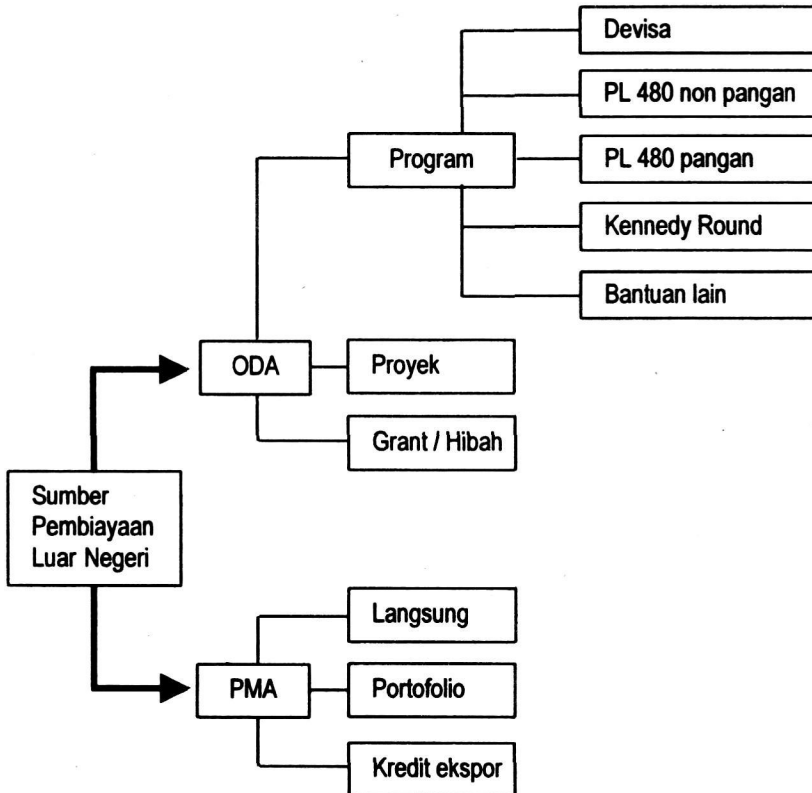 Devisa
PL 480 non pangan
Program
PL 480 pangan
Kennedy Round
Bantuan lain
ODA
Proyek
Grant / Hibah
Sumber
Pembiayaan
Luar Negeri
Langsung
PMA
Portofolio
Kredit ekspor